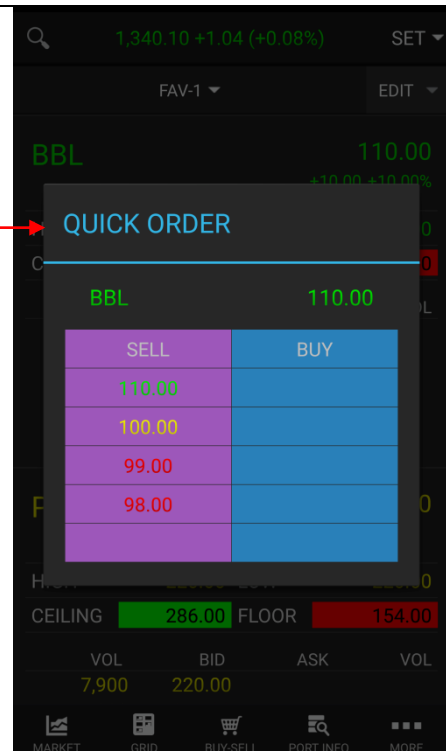 1,340.10 +1.04 (+0.08%) SET
FAV-1 EDIT
BBL 110.00
+10.00 +10.00%
QUICK ORDER
BBL 110.00
SELL BUY
110.00
100.00
99.00
98.00
CEILING 286.00 FLOOR 154.00
VOL BID ASK VOL
7,900 220.00
MARKET GRID BUY-SELL PORT INFO MORE